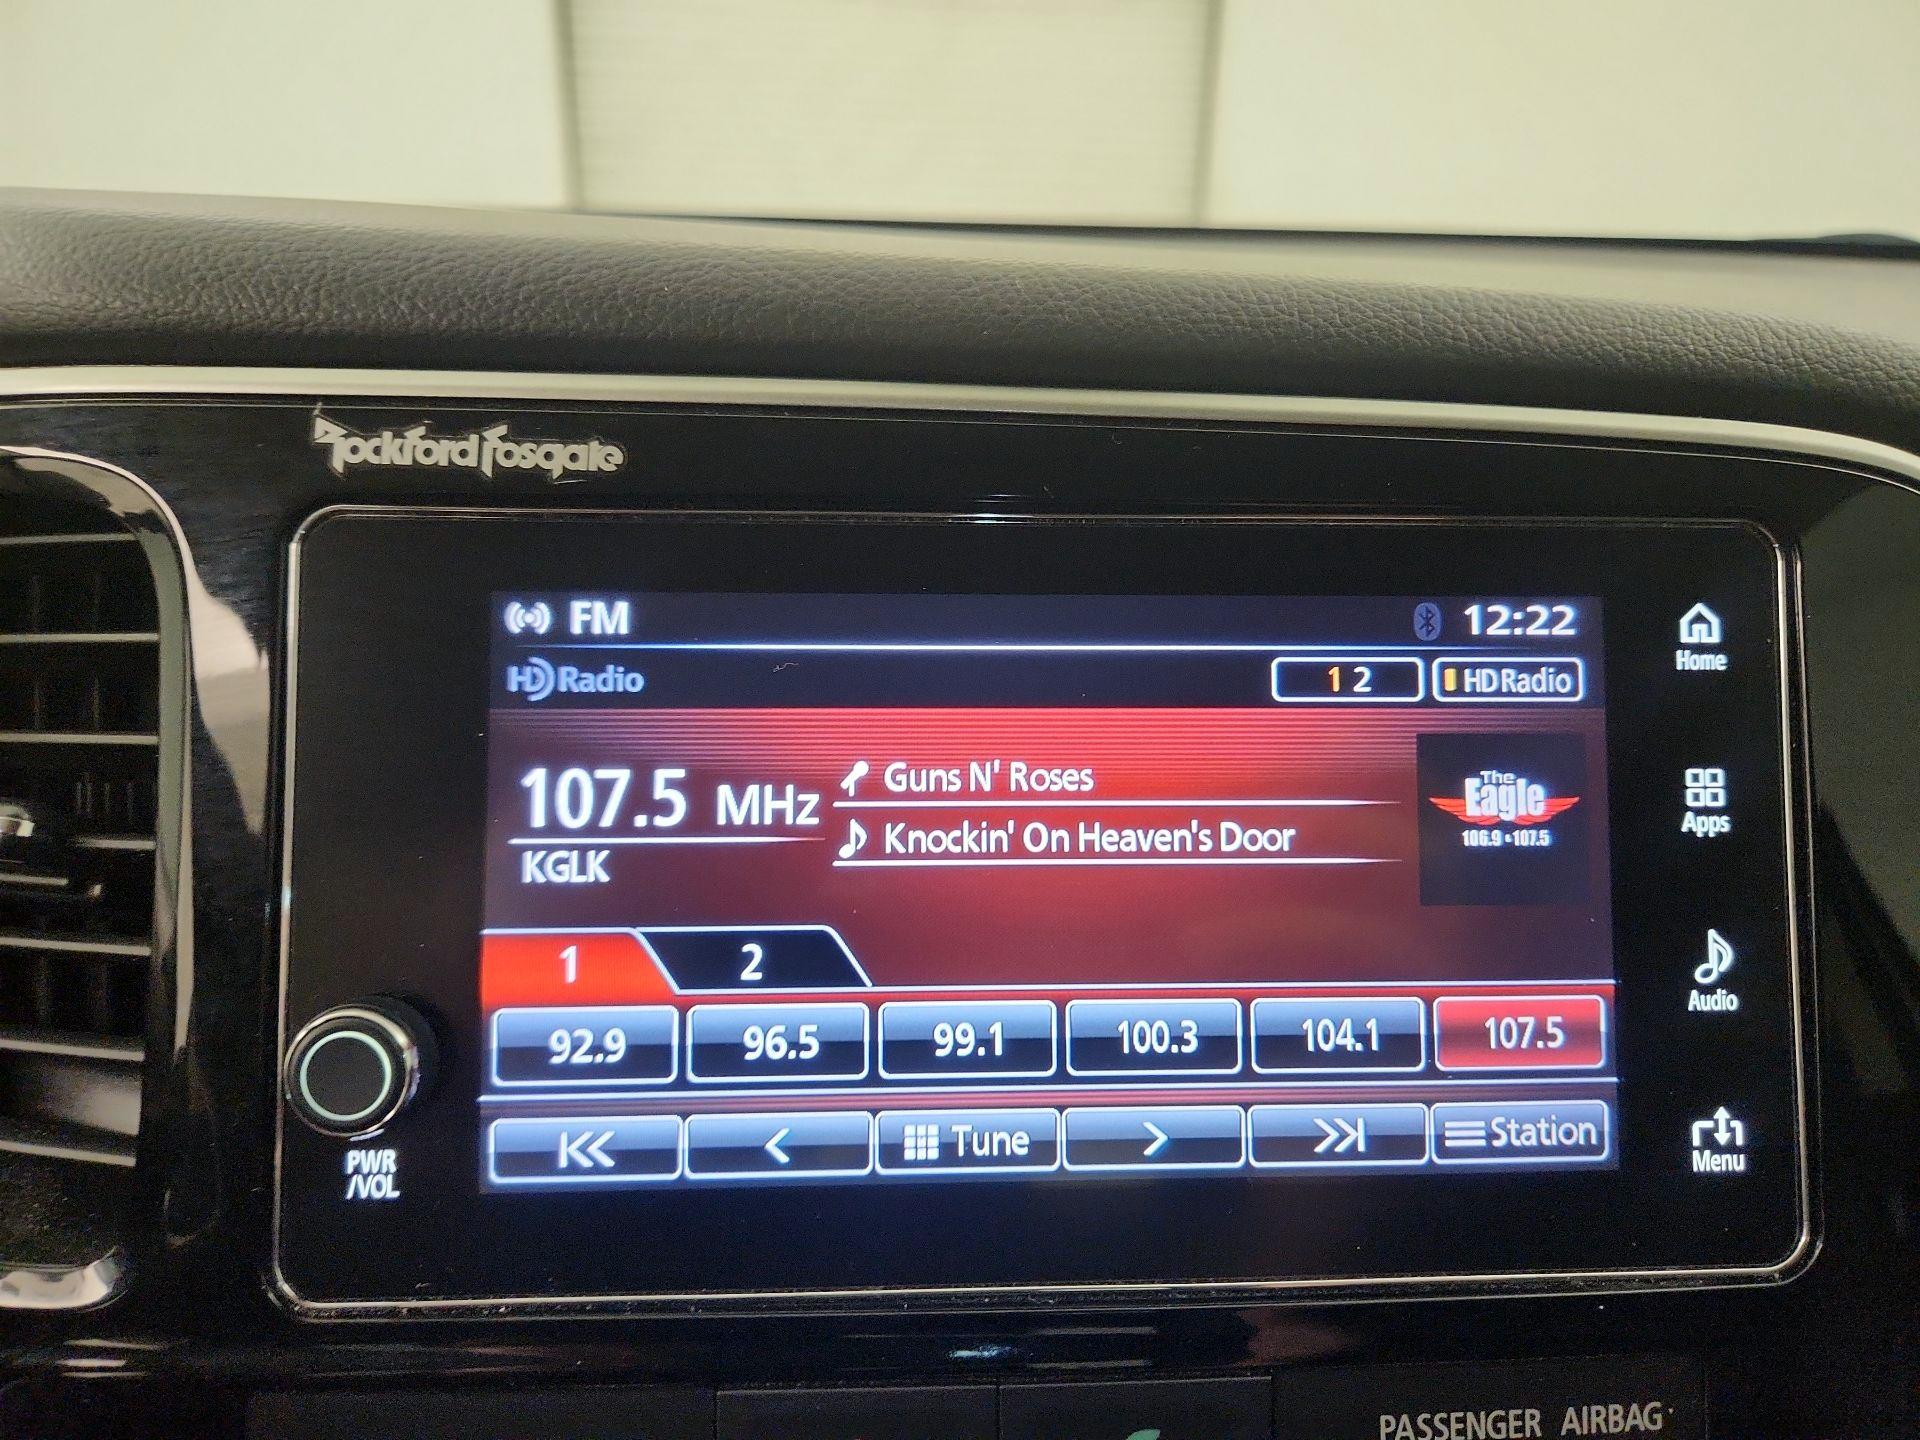 Rockford Fosgate
FM
12:22
HD Radio
1 2
HD Radio
107.5 MHz
KGLK
Guns N' Roses
Knockin' On Heaven's Door
The
Eagle
106.9 • 107.5
1
2
92.9
96.5
99.1
100.3
104.1
107.5
Tune
Station
Home
Apps
Audio
Menu
PWR
/VOL
PASSENGER AIRBAG